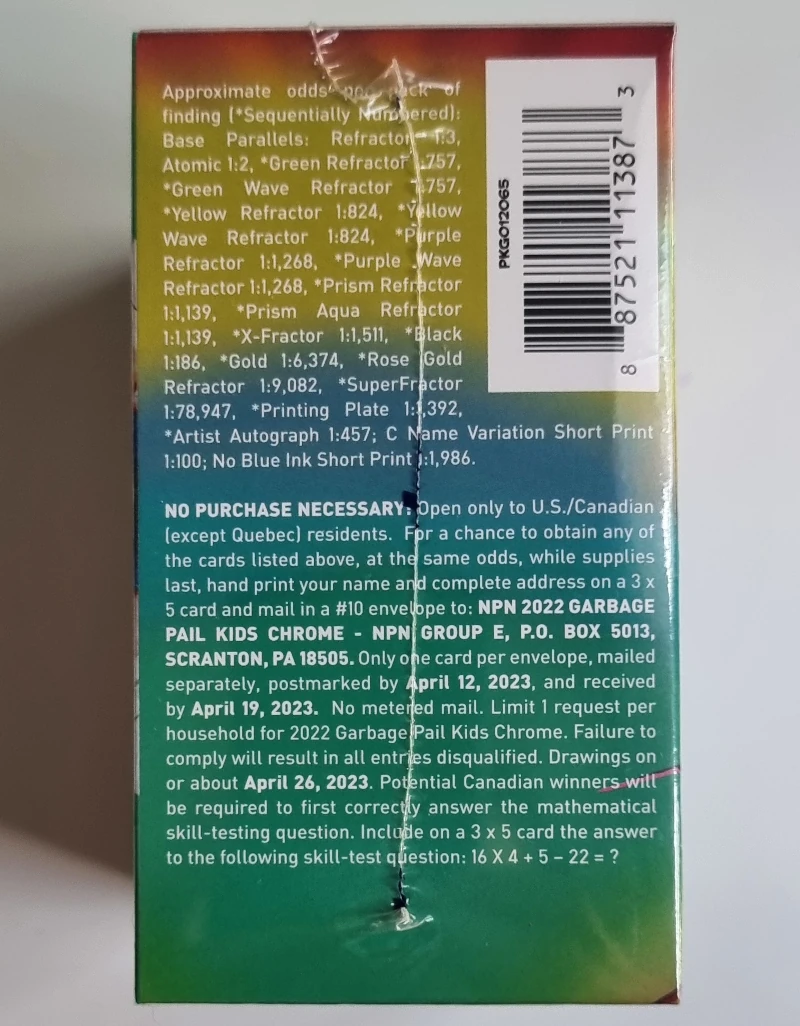 Approximate odds per pack of
finding (*Sequentially Numbered):
Base Parallels: Refractor 1:3,
Atomic 1:2, *Green Refractor 1:757,
*Green Wave Refractor 1:757,
*Yellow Refractor 1:824, *Yellow
Wave Refractor 1:824, *Purple
Refractor 1:1,268, *Purple Wave
Refractor 1:1,268, *Prism Refractor
1:1,139, *Prism Aqua Refractor
1:1,139, *X-Fractor 1:1,511, *Black
1:186, *Gold 1:6,374, *Rose Gold
Refractor 1:9,082, *SuperFractor
1:78,947, *Printing Plate 1:1,392,
*Artist Autograph 1:457; C Name Variation Short Print
1:100; No Blue Ink Short Print 1:1,986.
PKG012065
8 87521 11387 3
NO PURCHASE NECESSARY: Open only to U.S./Canadian
(except Quebec) residents. For a chance to obtain any of
the cards listed above, at the same odds, while supplies
last, hand print your name and complete address on a 3 x
5 card and mail in a #10 envelope to: NPN 2022 GARBAGE
PAIL KIDS CHROME - NPN GROUP E, P.O. BOX 5013,
SCRANTON, PA 18505. Only one card per envelope, mailed
separately, postmarked by April 12, 2023, and received
by April 19, 2023. No metered mail. Limit 1 request per
household for 2022 Garbage Pail Kids Chrome. Failure to
comply will result in all entries disqualified. Drawings on
or about April 26, 2023. Potential Canadian winners will
be required to first correctly answer the mathematical
skill-testing question. Include on a 3 x 5 card the answer
to the following skill-test question: 16 X 4 + 5 – 22 = ?